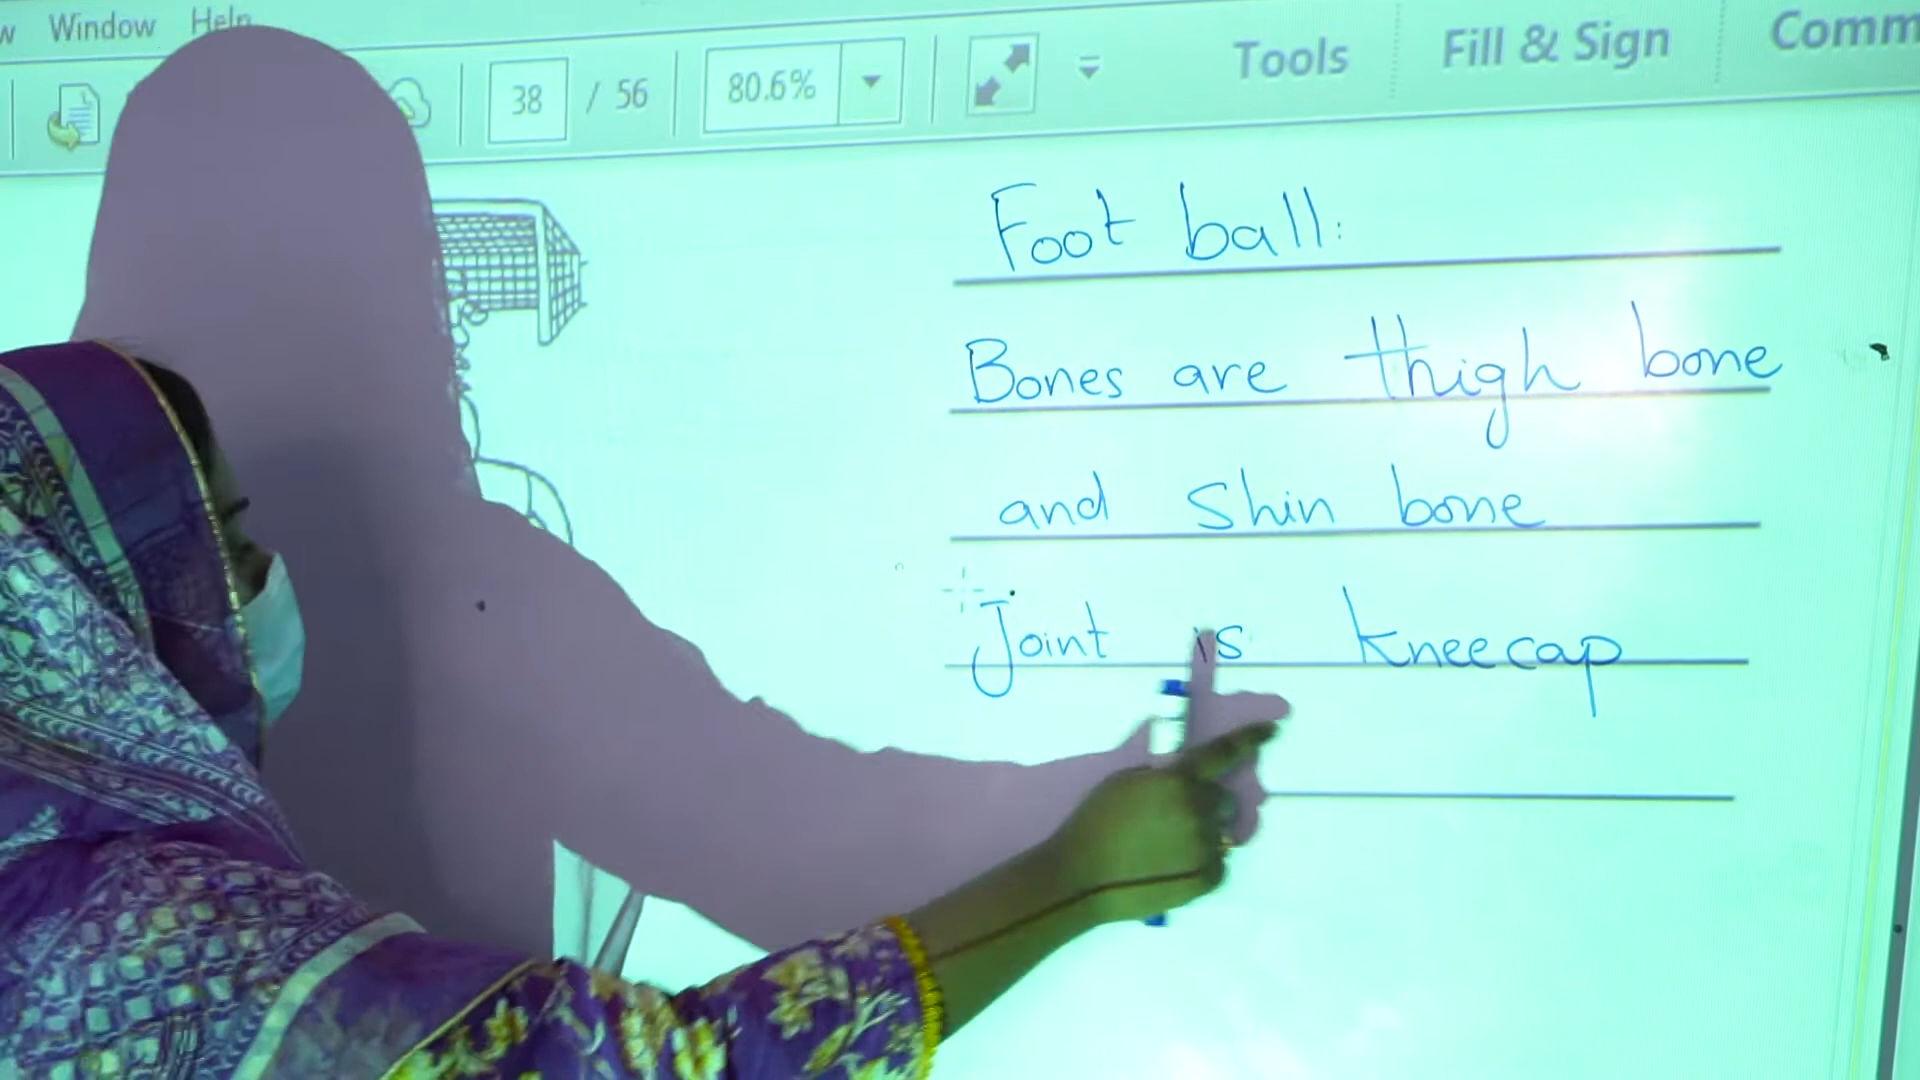 Window Help
38 / 56 80.6% Tools Fill & Sign Comm
Foot ball:
Bones are thigh bone
and shin bone
Joint is kneecap